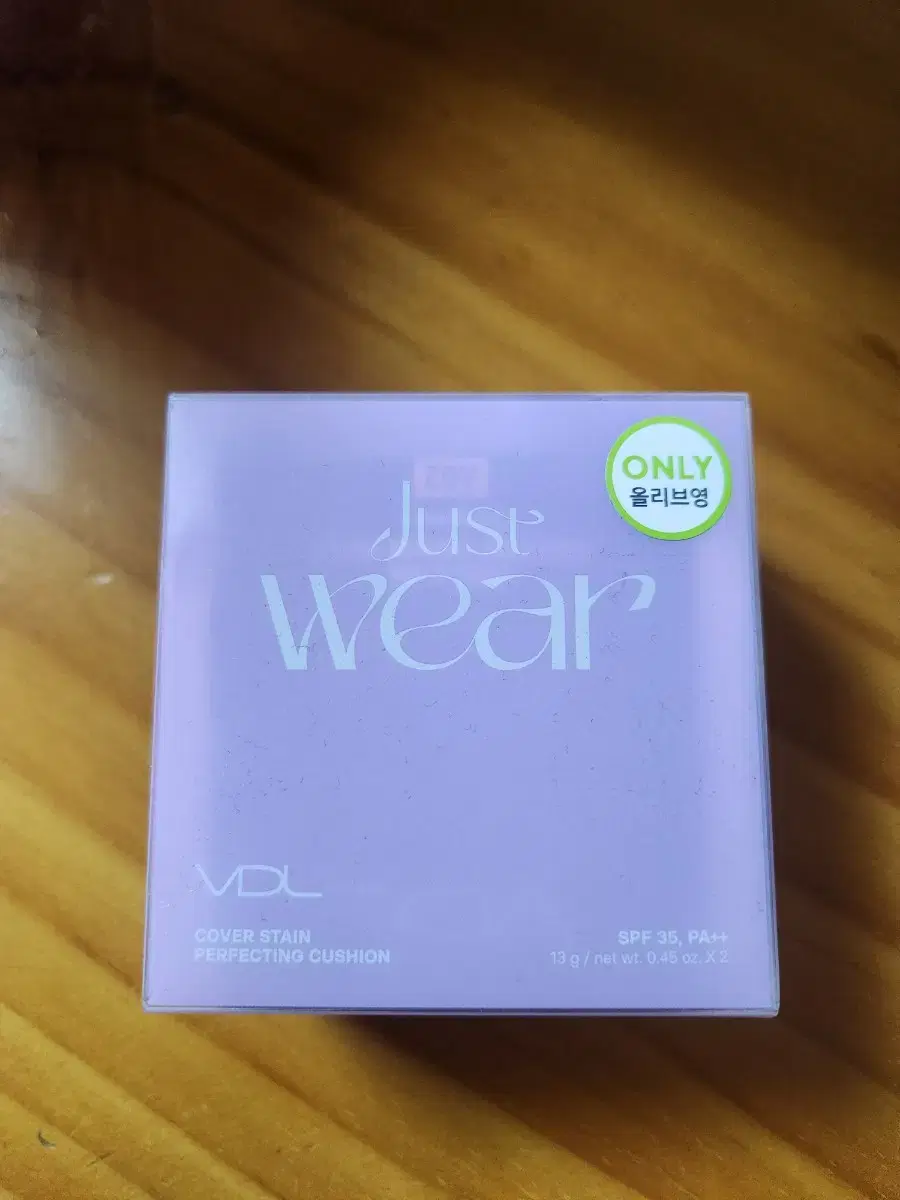 ONLY
올리브영
Just
wear
VDL
COVER STAIN
PERFECTING CUSHION
SPF 35, PA++
13 g / net wt. 0.45 oz. X 2